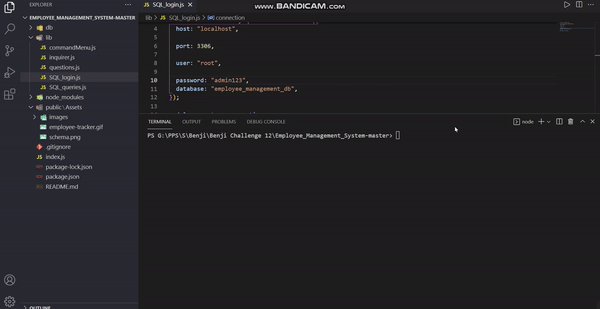 EXPLORER
SQL_login.js
WWW.BANDICAM.COM
EMPLOYEE_MANAGEMENT_SYSTEM-MASTER
lib > SQL_login.js > connection
db
lib
commandMenu.js
inquirer.js
questions.js
SQL_login.js
SQL_queries.js
node_modules
public\Assets
images
employee-tracker.gif
schema.png
.gitignore
index.js
package-lock.json
package.json
README.md
4 host: "localhost",
5
6 port: 3306,
7
8 user: "root",
9
10 password: "admin123",
11 database: "employee_management_db",
12 });
13
TERMINAL OUTPUT PROBLEMS DEBUG CONSOLE
node
PS G:\PPS\S\Benji\Benji Challenge 12\Employee_Management_System-master>
OUTLINE